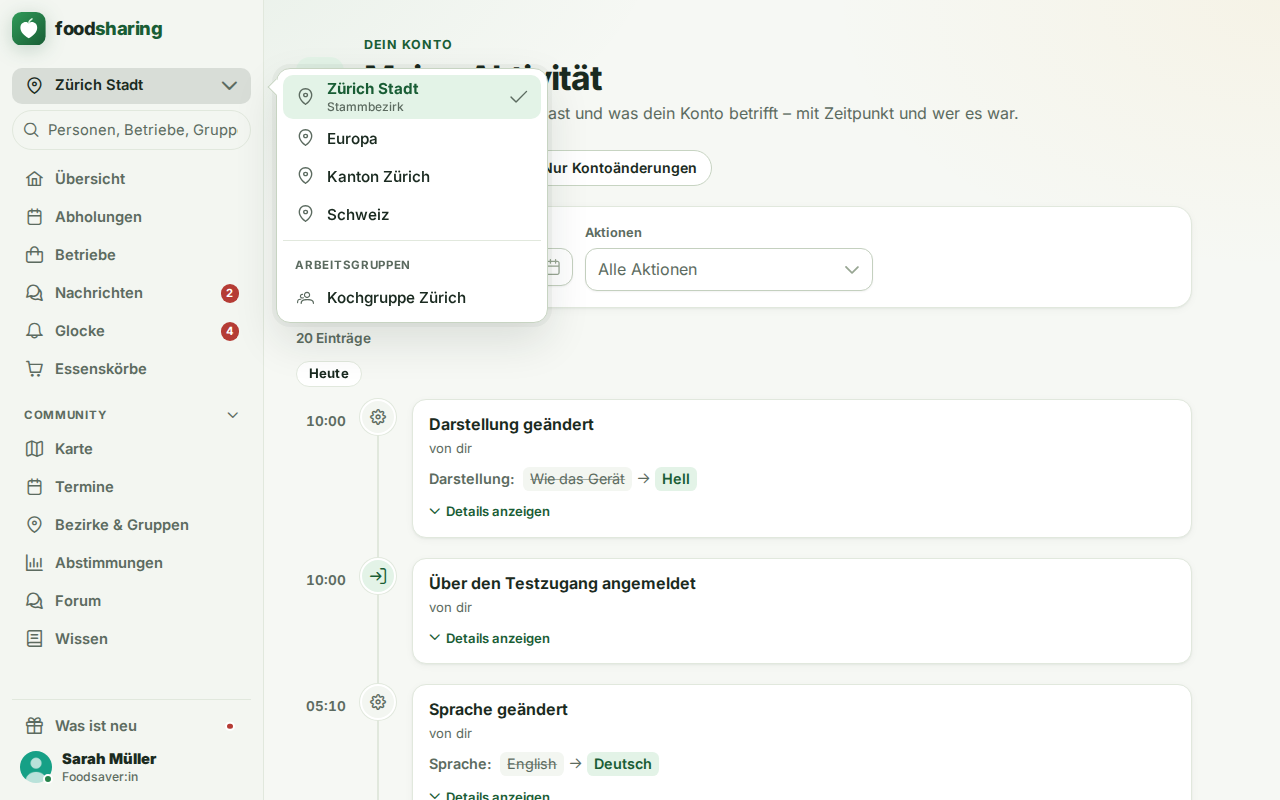 foodsharing
Zürich Stadt
Personen, Betriebe, Grupp
Übersicht
Abholungen
Betriebe
Nachrichten 2
Glocke 4
Essenskörbe
COMMUNITY
Karte
Termine
Bezirke & Gruppen
Abstimmungen
Forum
Wissen
Was ist neu
Sarah Müller
Foodsaver:in
Zürich Stadt
Stammbezirk
Europa
Kanton Zürich
Schweiz
ARBEITSGRUPPEN
Kochgruppe Zürich
DEIN KONTO
ast und was dein Konto betrifft – mit Zeitpunkt und wer es war.
Nur Kontoänderungen
Aktionen
Alle Aktionen
20 Einträge
Heute
10:00
Darstellung geändert
von dir
Darstellung: Wie das Gerät → Hell
Details anzeigen
10:00
Über den Testzugang angemeldet
von dir
Details anzeigen
05:10
Sprache geändert
von dir
Sprache: English → Deutsch
Details anzeigen